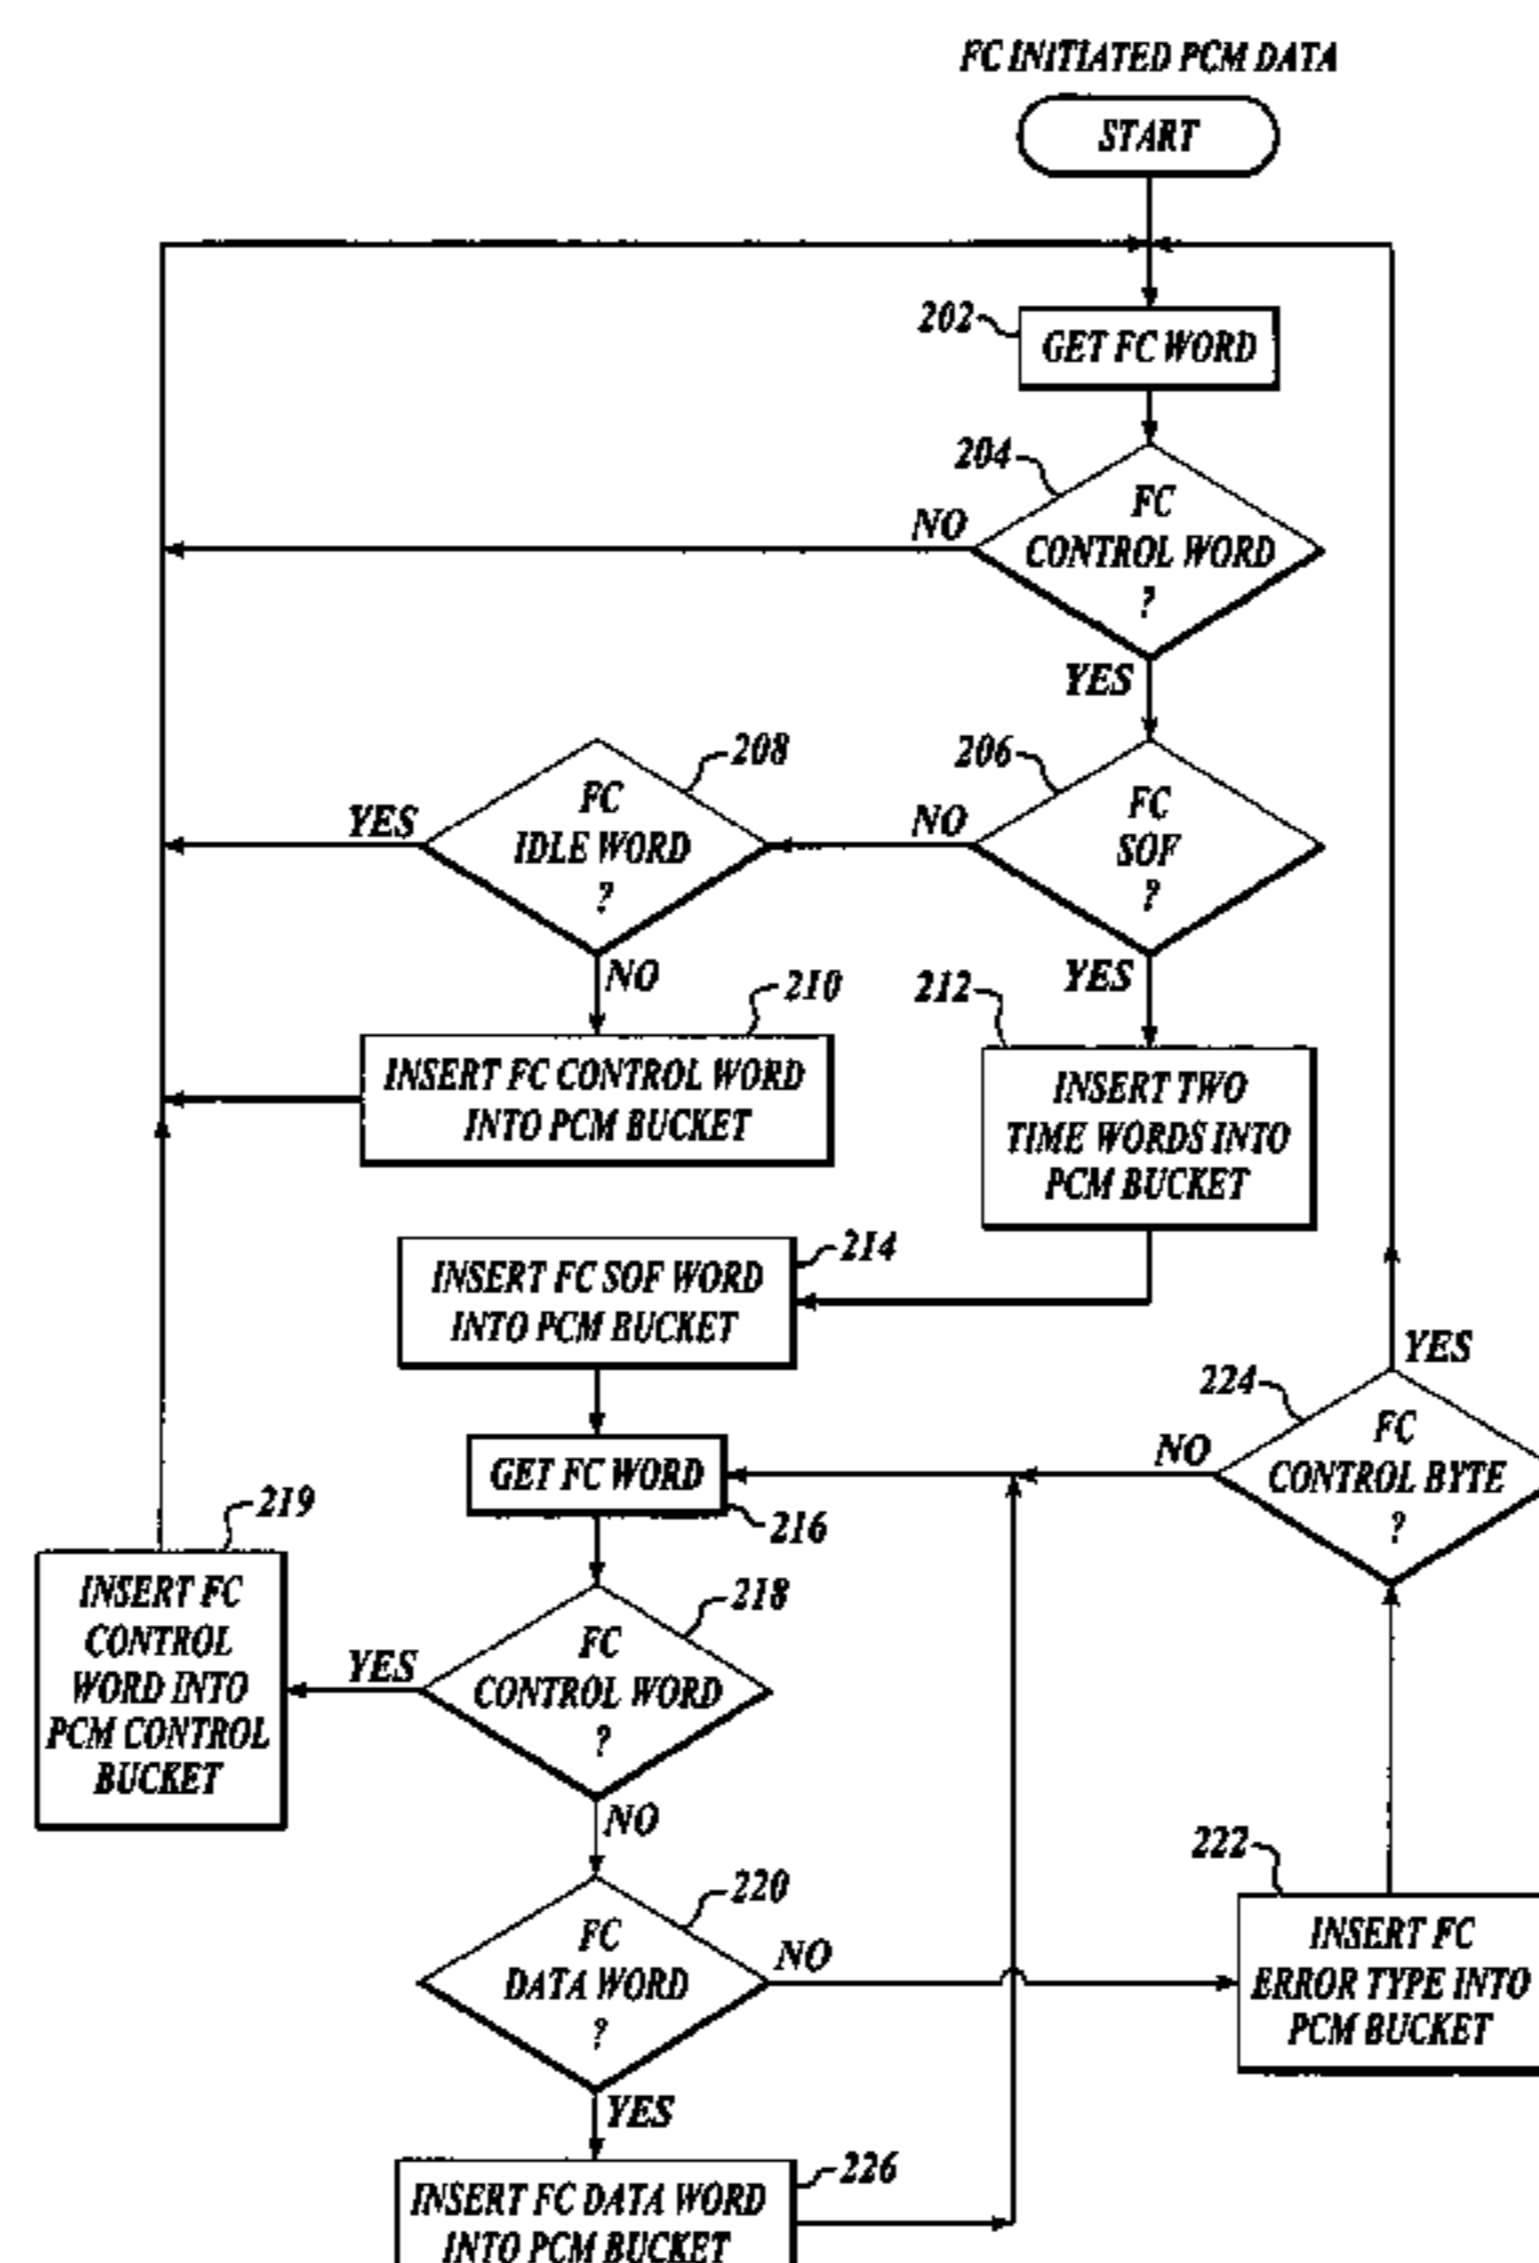 FC INITIATED PCM DATA
START
202
GET FC WORD
204
FC
CONTROL WORD
?
NO
YES
208
206
FC
IDLE WORD
?
YES
FC
SOF
?
NO
NO
YES
210
INSERT FC CONTROL WORD
INTO PCM BUCKET
212
INSERT TWO
TIME WORDS INTO
PCM BUCKET
214
INSERT FC SOF WORD
INTO PCM BUCKET
YES
224
FC
CONTROL BYTE
?
NO
GET FC WORD
216
219
INSERT FC
CONTROL
WORD INTO
PCM CONTROL
BUCKET
218
FC
CONTROL WORD
?
YES
NO
220
FC
DATA WORD
?
NO
YES
222
INSERT FC
ERROR TYPE INTO
PCM BUCKET
226
INSERT FC DATA WORD
INTO PCM BUCKET